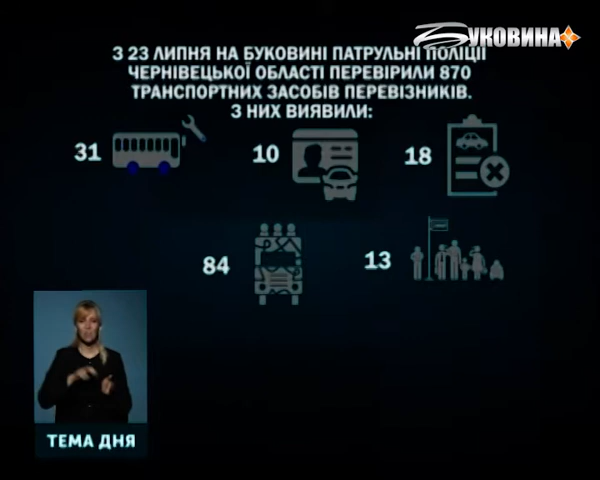 БУКОВИНА
З 23 ЛИПНЯ НА БУКОВИНІ ПАТРУЛЬНІ ПОЛІЦІЇ
ЧЕРНІВЕЦЬКОЇ ОБЛАСТІ ПЕРЕВІРИЛИ 870
ТРАНСПОРТНИХ ЗАСОБІВ ПЕРЕВІЗНИКІВ.
З НИХ ВИЯВИЛИ:
31 10 18
84 13
ТЕМА ДНЯ